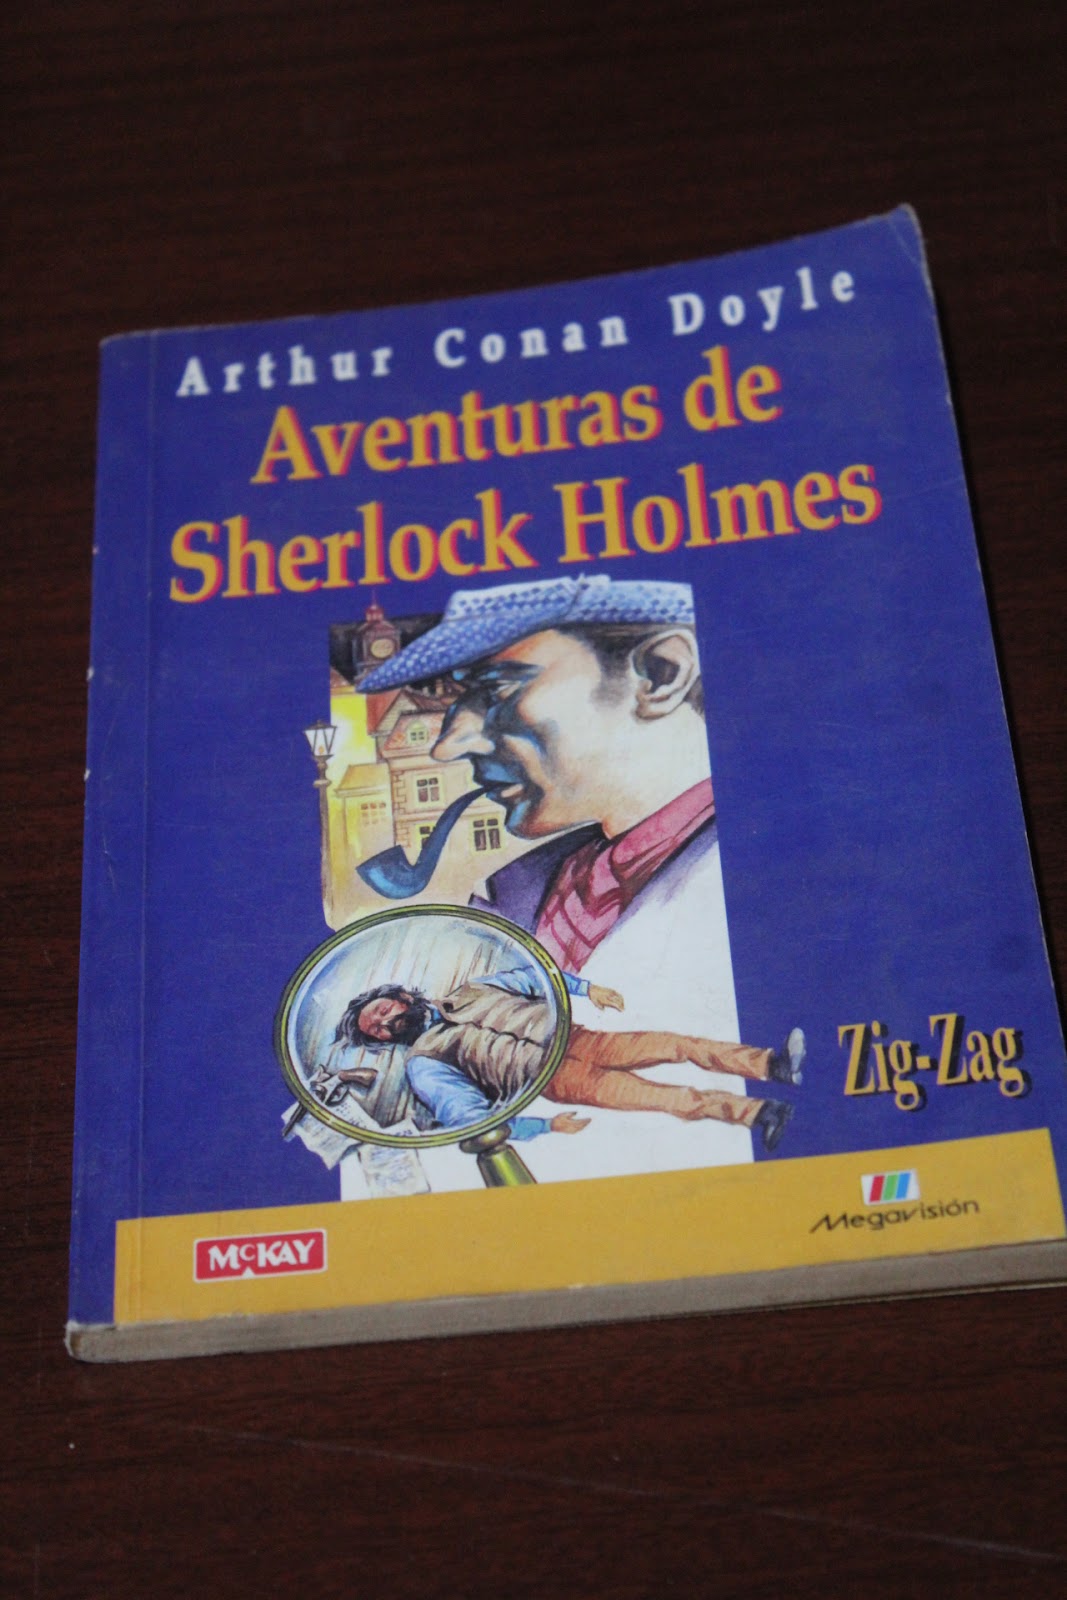 Arthur Conan Doyle
Aventuras de
Sherlock Holmes
Zig-Zag
McKAY
Megavisión